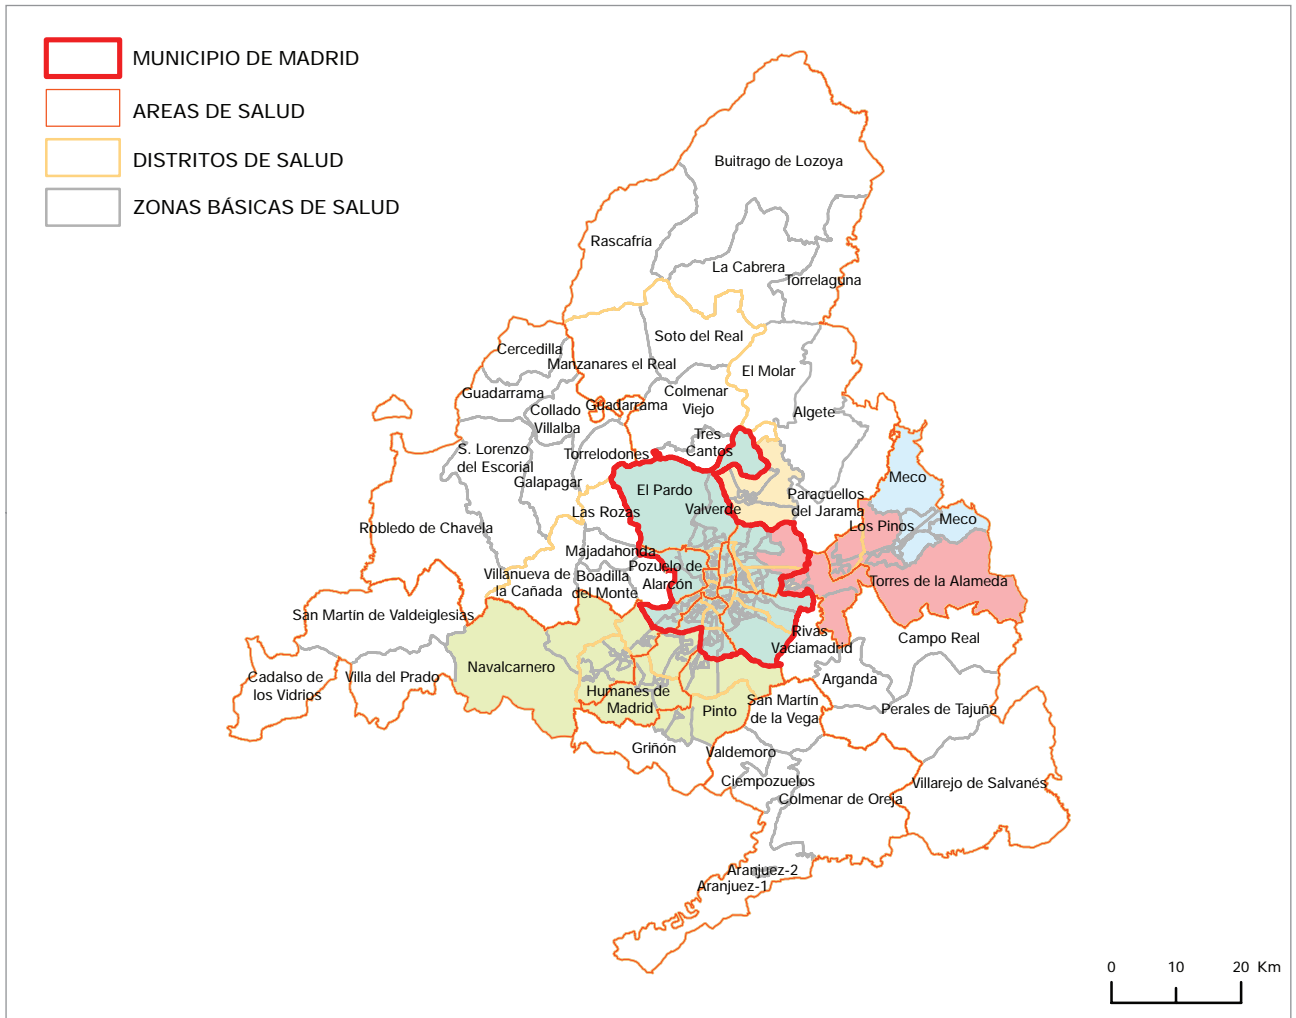 MUNICIPIO DE MADRID
AREAS DE SALUD
DISTRITOS DE SALUD
ZONAS BÁSICAS DE SALUD
Buitrago de Lozoya
Rascafría
La Cabrera
Torrelaguna
Soto del Real
Cercedilla
Manzanares el Real
El Molar
Guadarrama
Colmenar
Viejo
Guadarrama
Collado
Villalba
Algete
Tres
Cantos
S. Lorenzo
del Escorial
Torrelodones
Galapagar
El Pardo
Meco
Paracuellos
del Jarama
Valverde
Las Rozas
Meco
Los Pinos
Robledo de Chavela
Majadahonda
Pozuelo de
Alarcón
Villanueva de
la Cañada
Boadilla
del Monte
Torres de la Alameda
San Martín de Valdeiglesias
Rivas
Vaciamadrid
Campo Real
Navalcarnero
Cadalso de
los Vidrios
Villa del Prado
Arganda
Humanes de
Madrid
San Martín
de la Vega
Pinto
Perales de Tajuña
Griñón
Valdemoro
Ciempozuelos
Villarejo de Salvanés
Colmenar de Oreja
Aranjuez-2
Aranjuez-1
0 10 20 Km